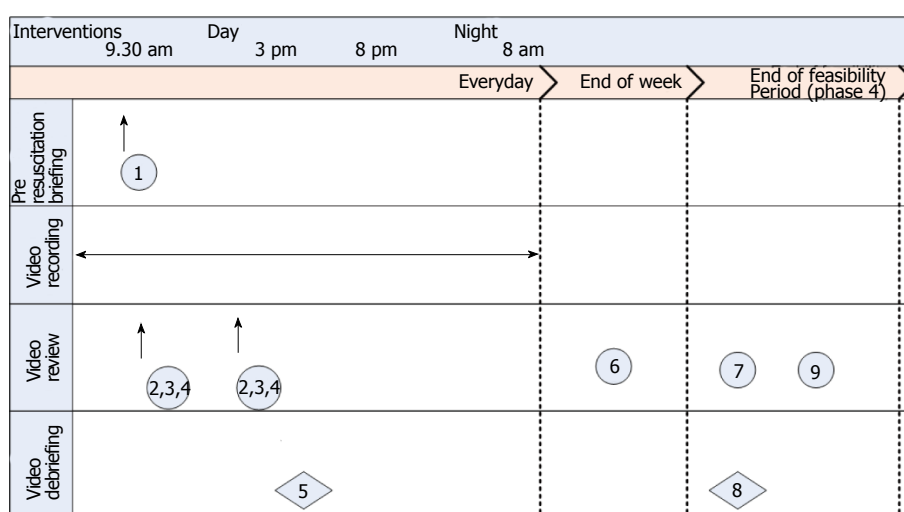 Interventions Day Night
9.30 am 3 pm 8 pm 8 am
Everyday End of week End of feasibility
Period (phase 4)
Pre
resuscitation
briefing
1
Video
recording
Video
review
2,3,4 2,3,4 6 7 9
Video
debriefing
5 8